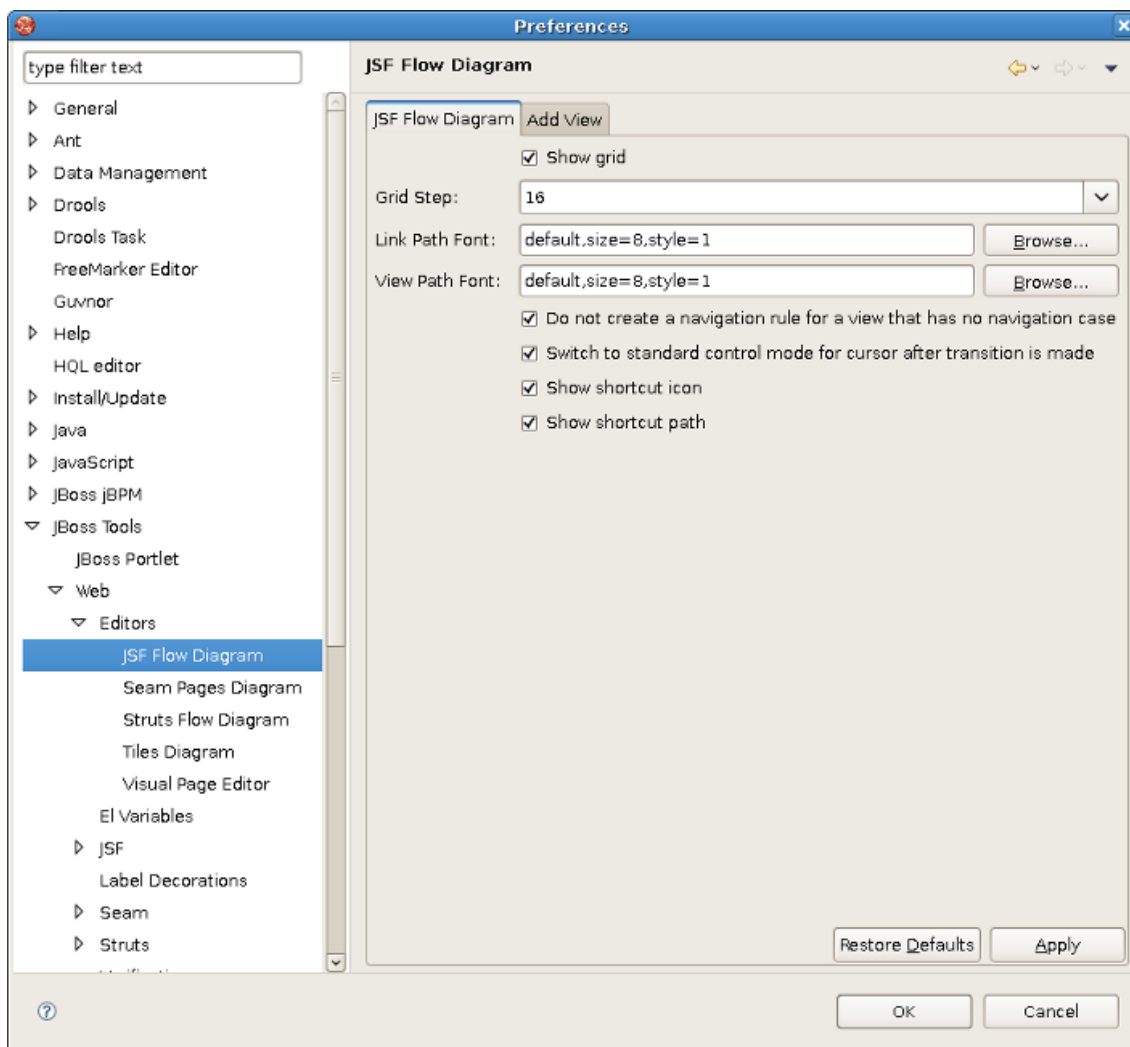 Preferences
type filter text
General
Ant
Data Management
Drools
Drools Task
FreeMarker Editor
Guvnor
Help
HQL editor
Install/Update
Java
JavaScript
JBoss jBPM
JBoss Tools
JBoss Portlet
Web
Editors
JSF Flow Diagram
Seam Pages Diagram
Struts Flow Diagram
Tiles Diagram
Visual Page Editor
El Variables
JSF
Label Decorations
Seam
Struts
JSF Flow Diagram
JSF Flow Diagram Add View
Show grid
Grid Step: 16
Link Path Font: default,size=8,style=1 Browse...
View Path Font: default,size=8,style=1 Browse...
Do not create a navigation rule for a view that has no navigation case
Switch to standard control mode for cursor after transition is made
Show shortcut icon
Show shortcut path
Restore Defaults Apply
? OK Cancel